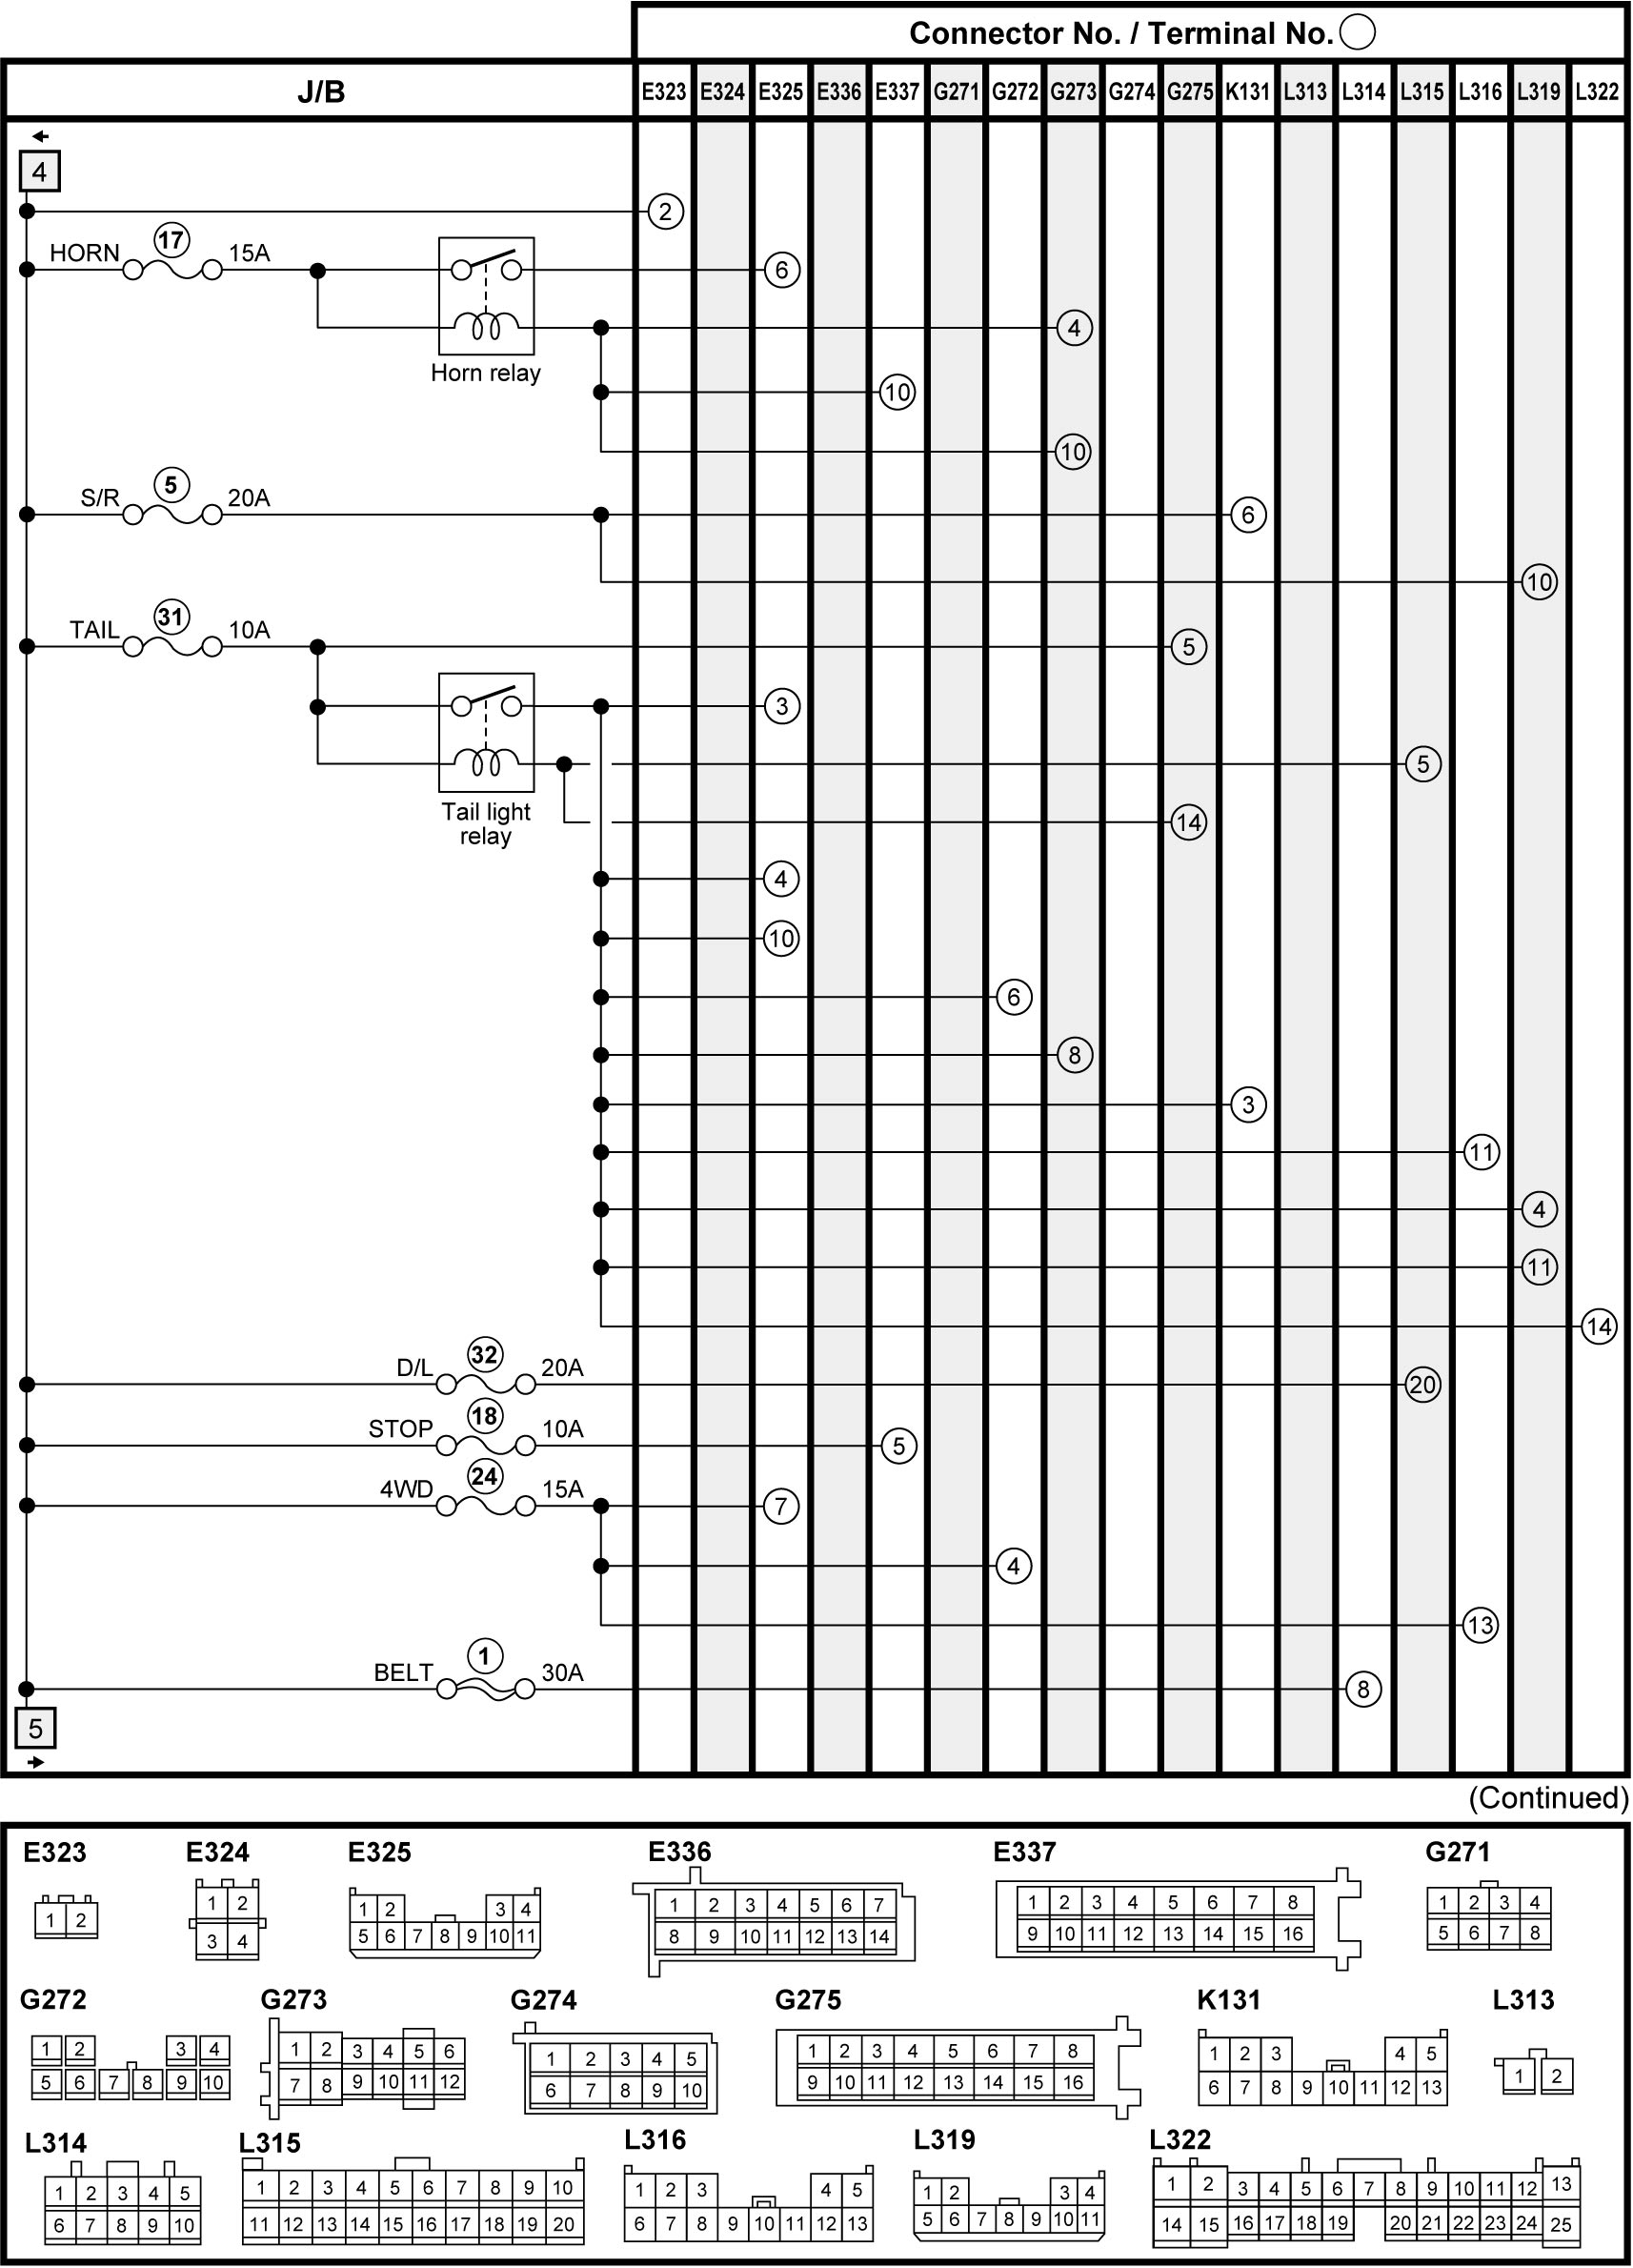 Connector No. / Terminal No.
J/B E323 E324 E325 E336 E337 G271 G272 G273 G274 G275 K131 L313 L314 L315 L316 L319 L322
4
2
HORN 17 15A 6
4
Horn relay
10
10
S/R 5 20A 6
10
TAIL 31 10A 5
3
5
Tail light
relay
14
4
10
6
8
3
11
4
11
14
D/L 32 20A 20
STOP 18 10A 5
4WD 24 15A 7
4
13
BELT 1 30A 8
5
(Continued)
E323
1 2
E324
1 2
3 4
E325
1 2 3 4
5 6 7 8 9 10 11
E336
1 2 3 4 5 6 7
8 9 10 11 12 13 14
E337
1 2 3 4 5 6 7 8
9 10 11 12 13 14 15 16
G271
1 2 3 4
5 6 7 8
G272
1 2 3 4
5 6 7 8 9 10
G273
1 2 3 4 5 6
7 8 9 10 11 12
G274
1 2 3 4 5
6 7 8 9 10
G275
1 2 3 4 5 6 7 8
9 10 11 12 13 14 15 16
K131
1 2 3 4 5
6 7 8 9 10 11 12 13
L313
1 2
L314
1 2 3 4 5
6 7 8 9 10
L315
1 2 3 4 5 6 7 8 9 10
11 12 13 14 15 16 17 18 19 20
L316
1 2 3 4 5
6 7 8 9 10 11 12 13
L319
1 2 3 4
5 6 7 8 9 10 11
L322
1 2 3 4 5 6 7 8 9 10 11 12 13
14 15 16 17 18 19 20 21 22 23 24 25